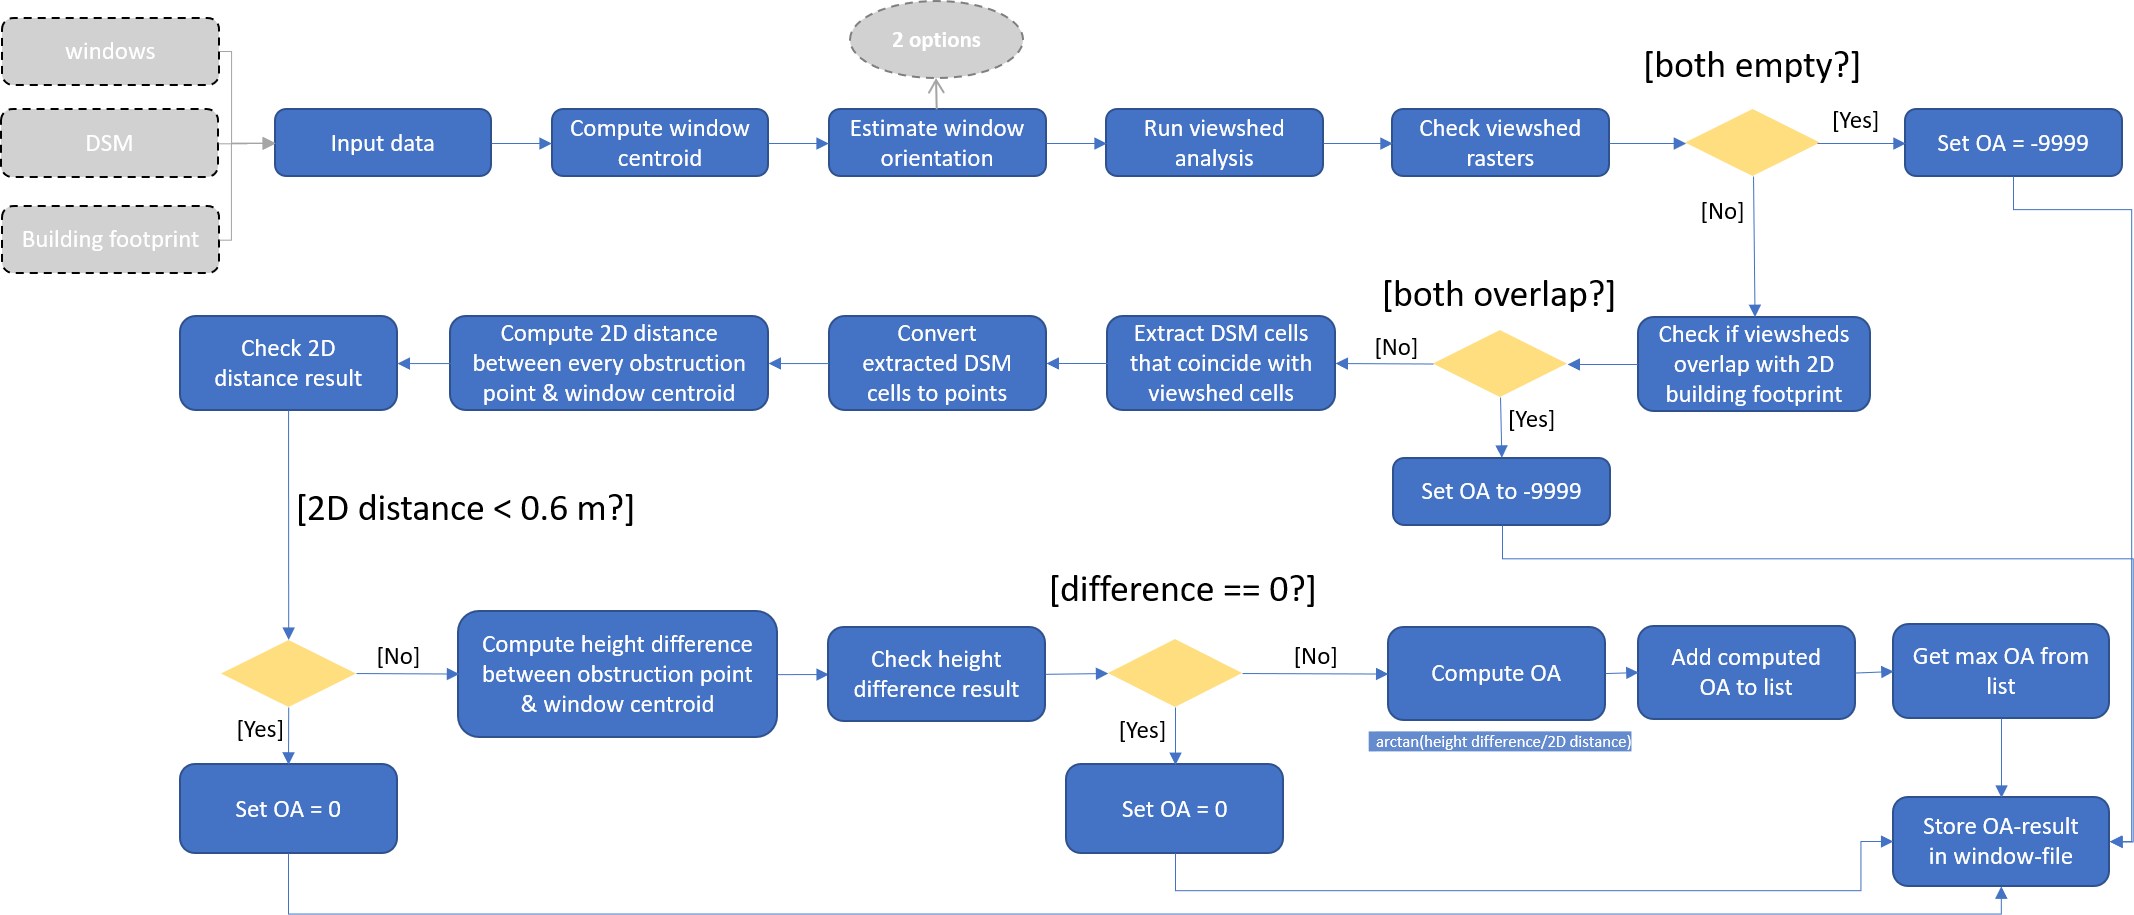 windows
DSM
Building footprint
2 options
Input data
Compute window
centroid
Estimate window
orientation
Run viewshed
analysis
Check viewshed
rasters
[both empty?]
[Yes]
Set OA = -9999
[No]
Check if viewsheds
overlap with 2D
building footprint
[both overlap?]
[No]
[Yes]
Set OA to -9999
Extract DSM cells
that coincide with
viewshed cells
Convert
extracted DSM
cells to points
Compute 2D distance
between every obstruction
point & window centroid
Check 2D
distance result
[2D distance < 0.6 m?]
[No]
[Yes]
Set OA = 0
Compute height difference
between obstruction point
& window centroid
Check height
difference result
[difference == 0?]
[No]
[Yes]
Set OA = 0
Compute OA
arctan(height difference/2D distance)
Add computed
OA to list
Get max OA from
list
Store OA-result
in window-file